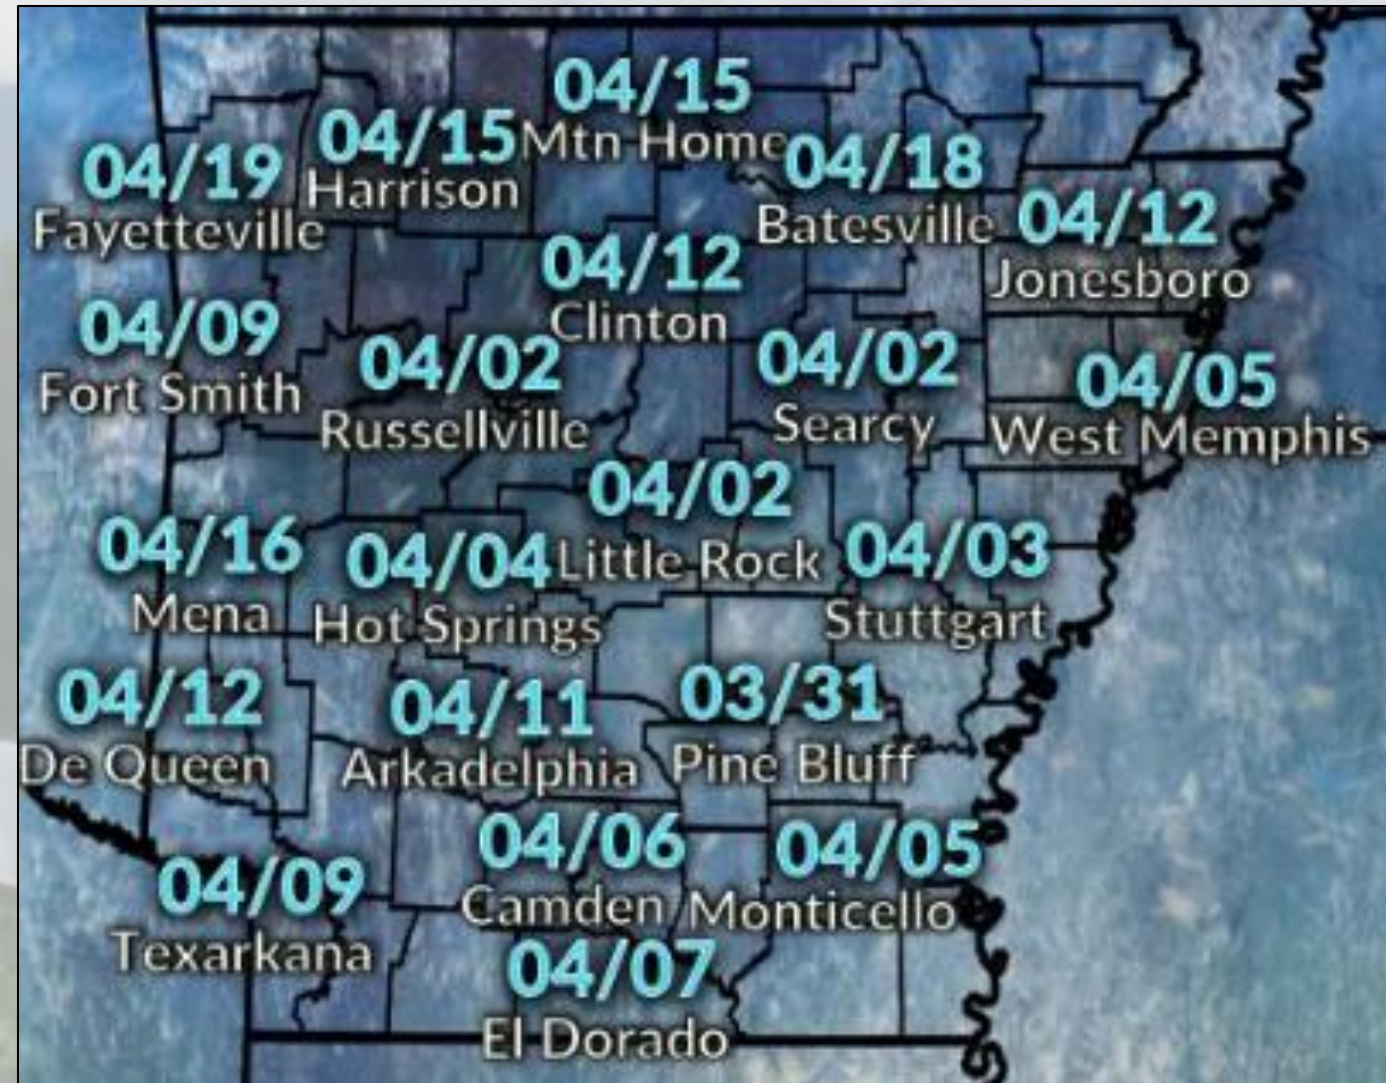 04/15
Mtn Home
04/15
Harrison
04/19
Fayetteville
04/18
Batesville
04/12
Jonesboro
04/12
Clinton
04/09
Fort Smith
04/02
Russellville
04/02
Searcy
04/05
West Memphis
04/02
Little Rock
04/16
Mena
04/04
Hot Springs
04/03
Stuttgart
04/12
De Queen
04/11
Arkadelphia
03/31
Pine Bluff
04/06
Camden
04/05
Monticello
04/09
Texarkana
04/07
El Dorado